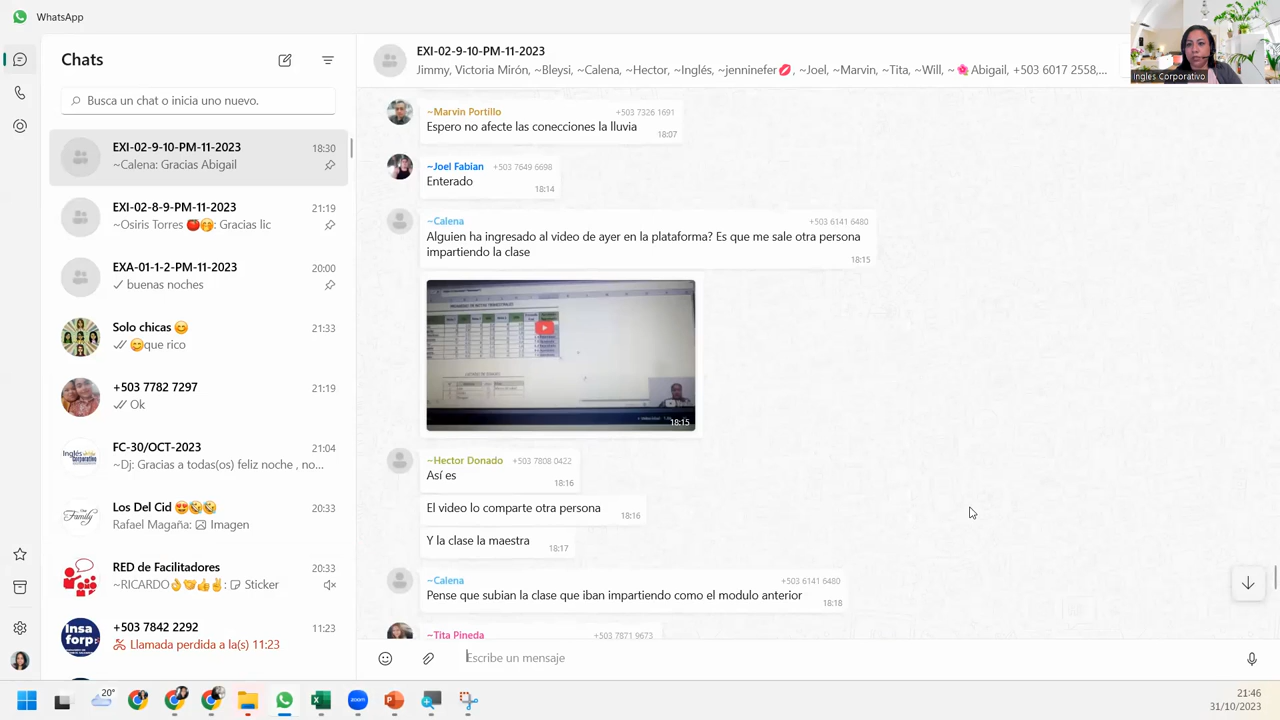 WhatsApp
Chats
Busca un chat o inicia uno nuevo.
EXI-02-9-10-PM-11-2023
18:30
~Calena: Gracias Abigail
EXI-02-8-9-PM-11-2023
21:19
~Osiris Torres 🍎🤭: Gracias lic
EXA-01-1-2-PM-11-2023
20:00
buenas noches
Solo chicas 😊
21:33
😋que rico
+503 7782 7297
21:19
Ok
FC-30/OCT-2023
21:04
~Dj: Gracias a todas(os) feliz noche , no...
Los Del Cid 😍🤣🤣
20:33
Rafael Magaña: Imagen
RED de Facilitadores
20:33
~RICARDO👌🤝👍✌: Sticker
+503 7842 2292
11:23
Llamada perdida a la(s) 11:23
EXI-02-9-10-PM-11-2023
Jimmy, Victoria Mrón, ~Bleysi, ~Calena, ~Hector, ~Inglés, ~jenninefer💋, ~Joel, ~Marvin, ~Tita, ~Will, ~🌺Abigail, +503 6017 2558,...
Ingles Corporativo
~Marvin Portillo +503 7326 1691
Espero no afecte las conecciones la lluvia
18:07
~Joel Fabian +503 7649 6698
Enterado
18:14
~Calena +503 6141 6480
Alguien ha ingresado al video de ayer en la plataforma? Es que me sale otra persona
impartiendo la clase
18:15
18:15
~Hector Donado +503 7808 0422
Así es
18:16
El video lo comparte otra persona
18:16
Y la clase la maestra
18:17
~Calena +503 6141 6480
Pense que subian la clase que iban impartiendo como el modulo anterior
18:18
~Tita Pineda +503 7871 9673
Escribe un mensaje
20°
zoom
21:46
31/10/2023
Inglés
Corporativo
Family
Insa
forp